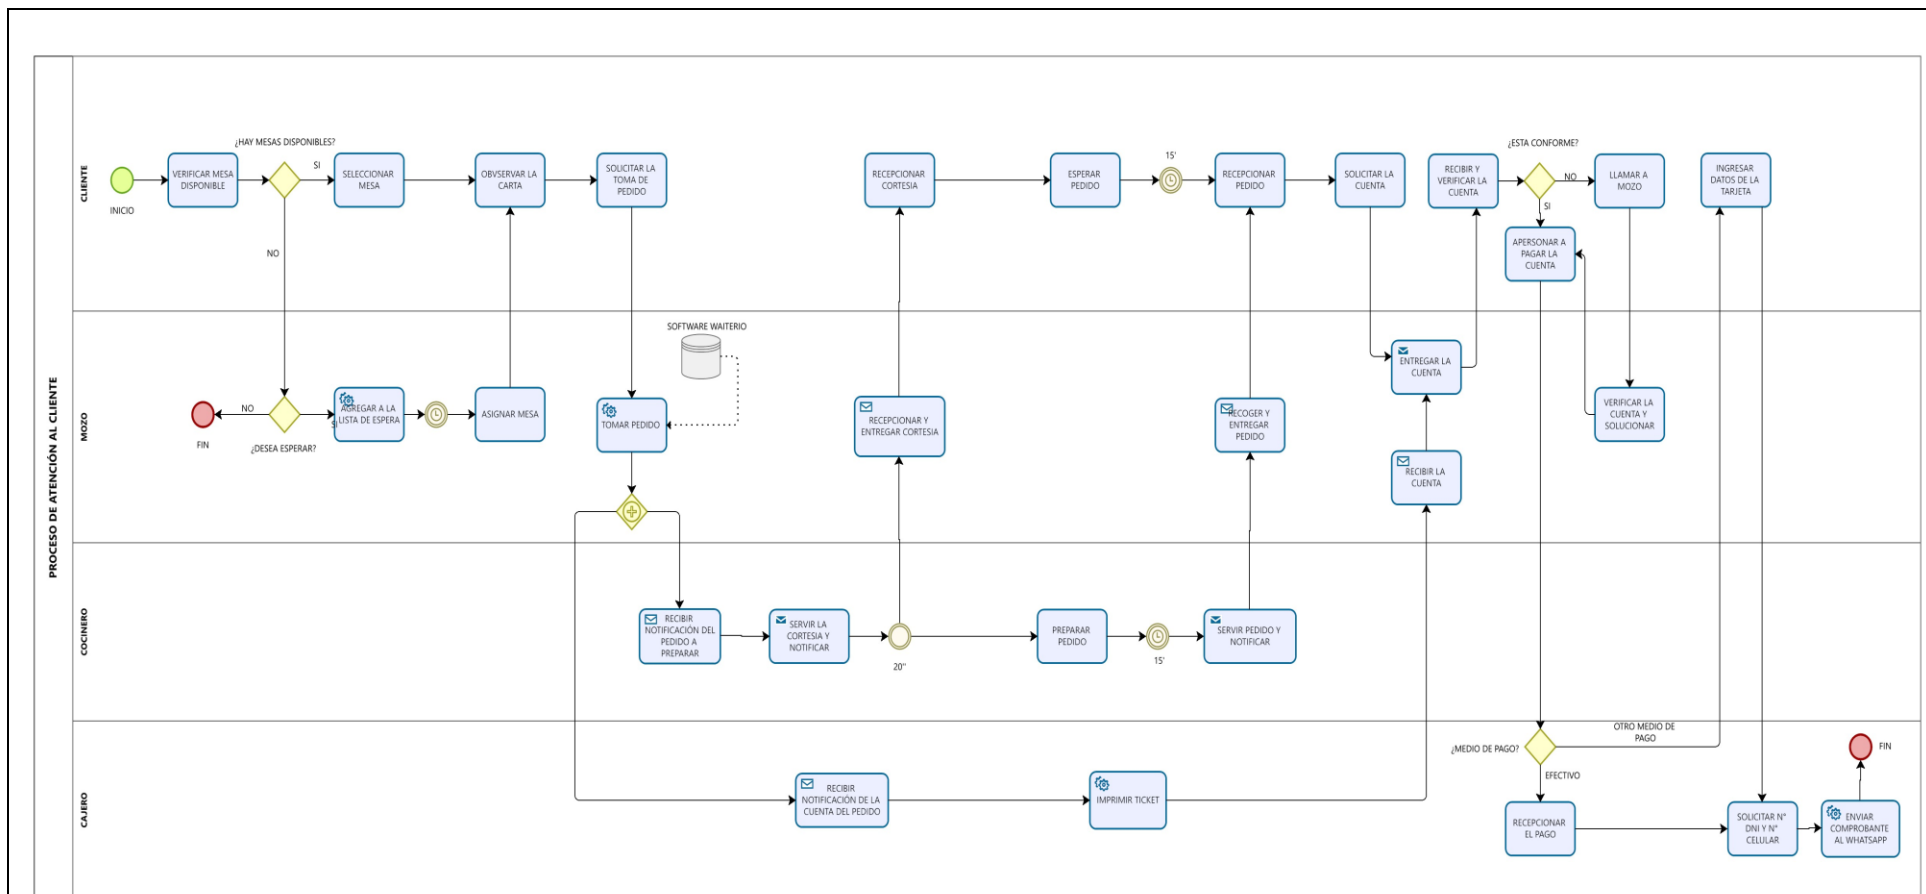 PROCESO DE ATENCIÓN AL CLIENTE
CLIENTE
INICIO
VERIFICAR MESA
DISPONIBLE
¿HAY MESAS DISPONIBLES?
SI
NO
SELECCIONAR
MESA
OBVSERVAR LA
CARTA
SOLICITAR LA
TOMA DE
PEDIDO
RECEPCIONAR
CORTESIA
ESPERAR
PEDIDO
15'
RECEPCIONAR
PEDIDO
SOLICITAR LA
CUENTA
RECIBIR Y
VERIFICAR LA
CUENTA
¿ESTA CONFORME?
NO
SI
LLAMAR A
MOZO
APERSONAR A
PAGAR LA
CUENTA
INGRESAR
DATOS DE LA
TARJETA
MOZO
FIN
NO
¿DESEA ESPERAR?
SI
AGREGAR A LA
LISTA DE ESPERA
ASIGNAR MESA
SOFTWARE WAITERIO
TOMAR PEDIDO
RECEPCIONAR Y
ENTREGAR CORTESIA
RECOGER Y
ENTREGAR
PEDIDO
ENTREGAR LA
CUENTA
RECIBIR LA
CUENTA
VERIFICAR LA
CUENTA Y
SOLUCIONAR
COCINERO
RECIBIR
NOTIFICACIÓN DEL
PEDIDO A
PREPARAR
SERVIR LA
CORTESIA Y
NOTIFICAR
20"
PREPARAR
PEDIDO
15'
SERVIR PEDIDO Y
NOTIFICAR
CAJERO
RECIBIR
NOTIFICACIÓN DE LA
CUENTA DEL PEDIDO
IMPRIMIR TICKET
¿MEDIO DE PAGO?
OTRO MEDIO DE
PAGO
EFECTIVO
RECEPCIONAR
EL PAGO
SOLICITAR N°
DNI Y N°
CELULAR
ENVIAR
COMPROBANTE
AL WHATSAPP
FIN